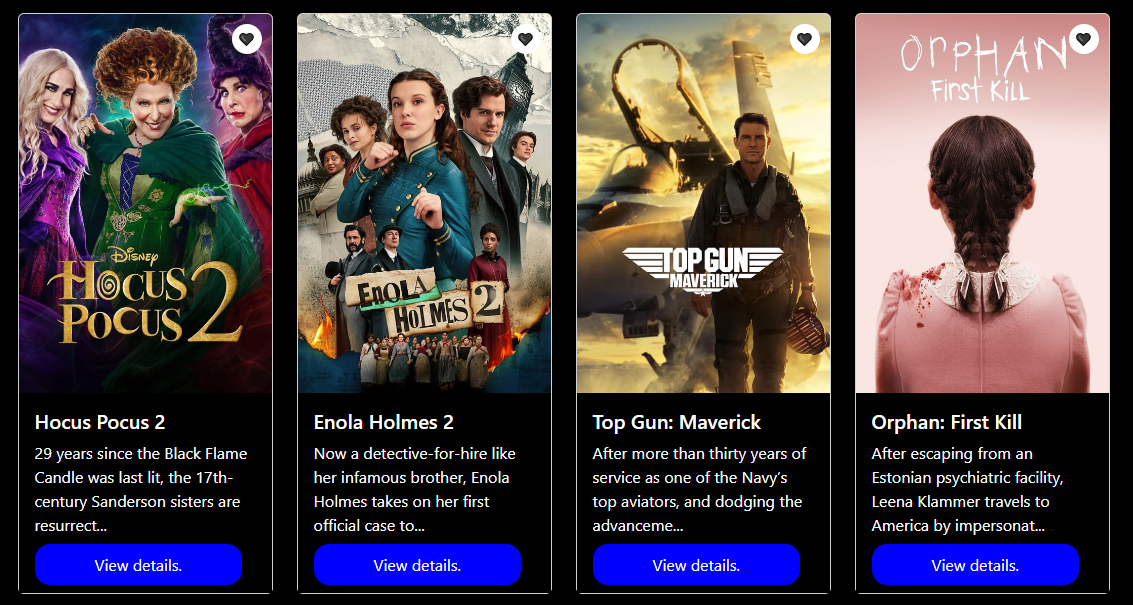 DISNEY
HOCUS
POCUS 2
ENOLA
HOLMES 2
TOP GUN
MAVERICK
ORPHAN
First Kill
Hocus Pocus 2
29 years since the Black Flame
Candle was last lit, the 17th-
century Sanderson sisters are
resurrect...
View details.
Enola Holmes 2
Now a detective-for-hire like
her infamous brother, Enola
Holmes takes on her first
official case to...
View details.
Top Gun: Maverick
After more than thirty years of
service as one of the Navy’s
top aviators, and dodging the
advanceme...
View details.
Orphan: First Kill
After escaping from an
Estonian psychiatric facility,
Leena Klammer travels to
America by impersonat...
View details.